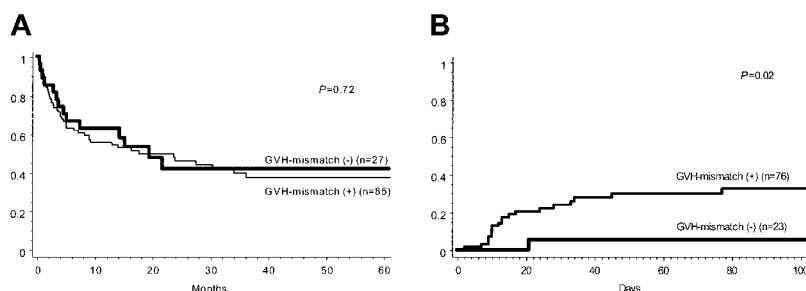 A
B
1
0.8
0.6
0.4
0.2
0
P=0.72
GVH-mismatch (-) (n=27)
GVH-mismatch (+) (n=85)
0 10 20 30 40 50 60
Months
1
0.8
0.6
0.4
0.2
0
P=0.02
GVH-mismatch (+) (n=76)
GVH-mismatch (-) (n=23)
0 20 40 60 80 100
Days